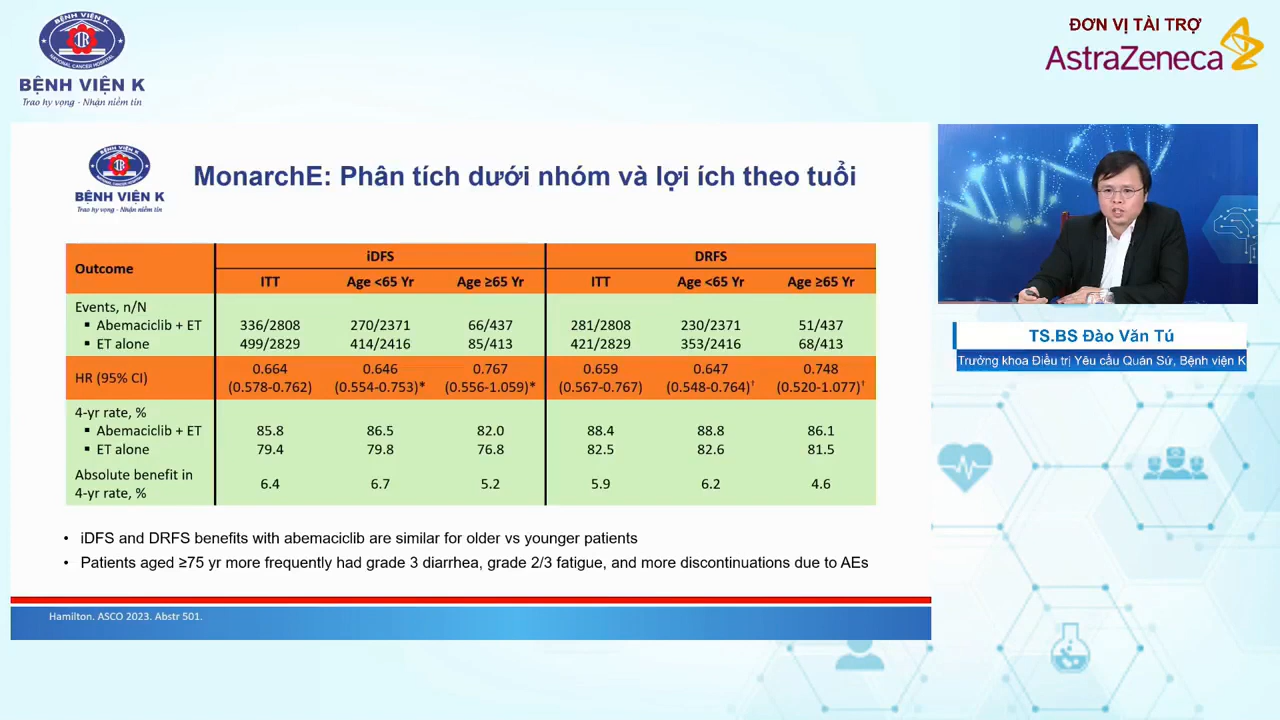 BỆNH VIỆN K
Trao hy vọng - Nhận niềm tin
ĐƠN VỊ TÀI TRỢ
AstraZeneca
BỆNH VIỆN K
Trao hy vọng - Nhận niềm tin
MonarchE: Phân tích dưới nhóm và lợi ích theo tuổi
Outcome iDFS DRFS
ITT Age <65 Yr Age ≥65 Yr ITT Age <65 Yr Age ≥65 Yr
Events, n/N
▪ Abemaciclib + ET 336/2808 270/2371 66/437 281/2808 230/2371 51/437
▪ ET alone 499/2829 414/2416 85/413 421/2829 353/2416 68/413
HR (95% CI) 0.664 0.646 0.767 0.659 0.647 0.748
(0.578-0.762) (0.554-0.753)* (0.556-1.059)* (0.567-0.767) (0.548-0.764)† (0.520-1.077)†
4-yr rate, %
▪ Abemaciclib + ET 85.8 86.5 82.0 88.4 88.8 86.1
▪ ET alone 79.4 79.8 76.8 82.5 82.6 81.5
Absolute benefit in
4-yr rate, % 6.4 6.7 5.2 5.9 6.2 4.6
• iDFS and DRFS benefits with abemaciclib are similar for older vs younger patients
• Patients aged ≥75 yr more frequently had grade 3 diarrhea, grade 2/3 fatigue, and more discontinuations due to AEs
Hamilton. ASCO 2023. Abstr 501.
TS.BS Đào Văn Tú
Trưởng khoa Điều trị Yêu cầu Quán Sứ, Bệnh viện K